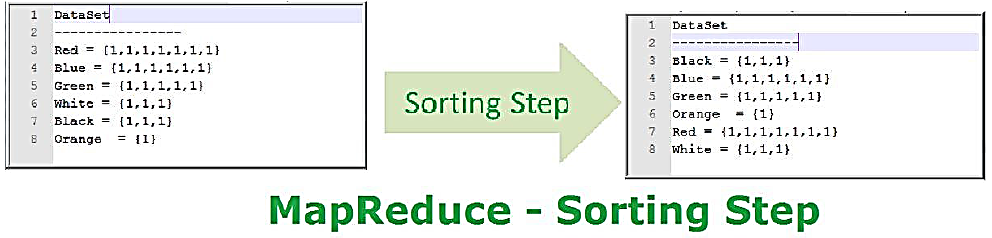 1 DataSet
2 ----------------
3 Red = {1,1,1,1,1,1,1}
4 Blue = {1,1,1,1,1,1}
5 Green = {1,1,1,1,1}
6 White = {1,1,1}
7 Black = {1,1,1}
8 Orange  = {1}
Sorting Step
1 DataSet
2 ----------------
3 Black = {1,1,1}
4 Blue = {1,1,1,1,1,1}
5 Green = {1,1,1,1,1}
6 Orange  = {1}
7 Red = {1,1,1,1,1,1,1}
8 White = {1,1,1}
MapReduce - Sorting Step